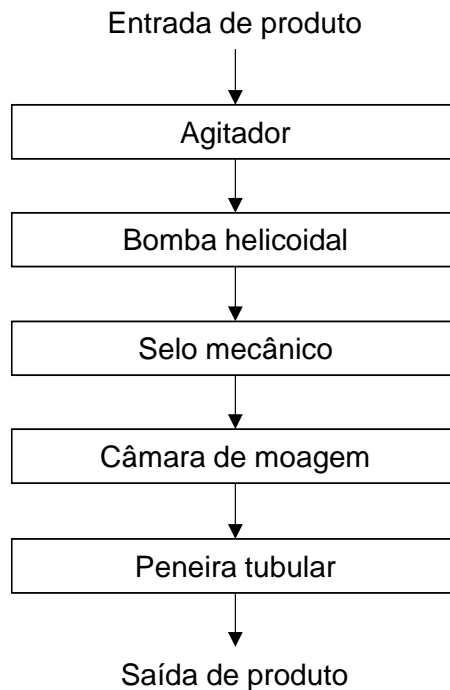 Entrada de produto
Agitador
Bomba helicoidal
Selo mecânico
Câmara de moagem
Peneira tubular
Saída de produto